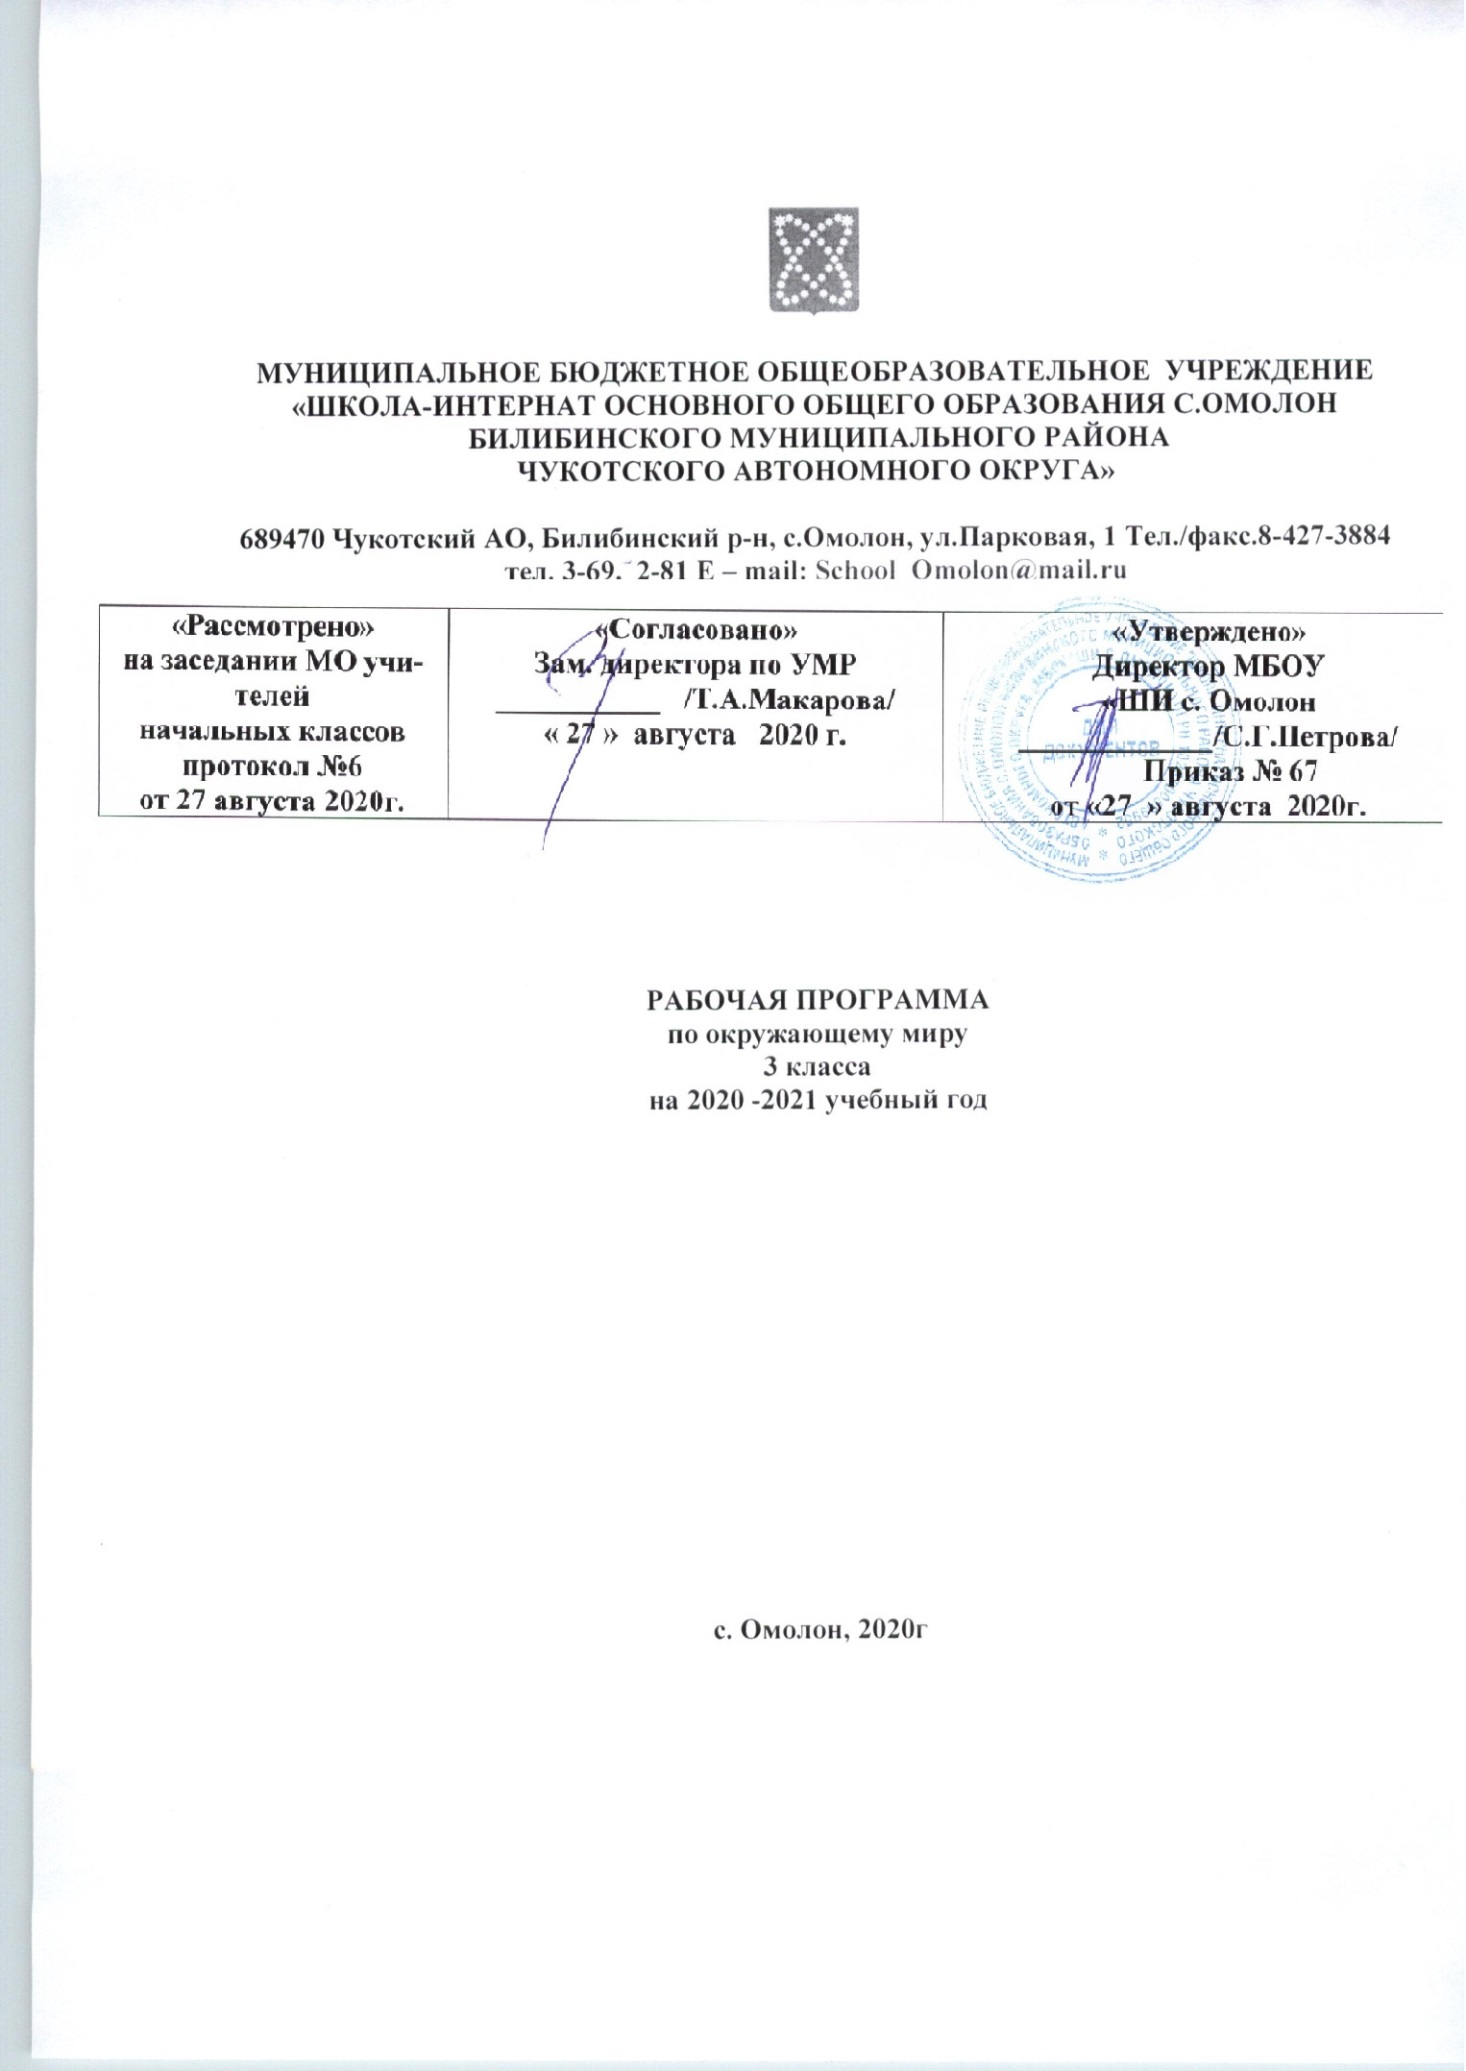 МУНИЦИПАЛЬНОЕ БЮДЖЕТНОЕ ОБЩЕОБРАЗОВАТЕЛЬНОЕ УЧРЕЖДЕНИЕ
«ШКОЛА-ИНТЕРНАТ ОСНОВНОГО ОБЩЕГО ОБРАЗОВАНИЯ С.ОМОЛОН
БИЛИБИНСКОГО МУНИЦИПАЛЬНОГО РАЙОНА
ЧУКОТСКОГО АВТОНОМНОГО ОКРУГА»
689470 Чукотский АО, Билибинский р-н, с.Омолон, ул.Парковая, 1 Тел./факс.8-427-3884
тел. 3-69. 2-81 E – mail: School Omolon@mail.ru
«Рассмотрено»
на заседании МО учи-
телей
начальных классов
протокол №6
от 27 августа 2020г.
«Согласовано»
Зам. директора по УМР
___________ /Т.А.Макарова/
« 27 » августа 2020 г.
«Утверждено»
Директор МБОУ
«ШИ с. Омолон
_____________/С.Г.Петрова/
Приказ № 67
от «27 » августа 2020г.
РАБОЧАЯ ПРОГРАММА
по окружающему миру
3 класса
на 2020 -2021 учебный год
с. Омолон, 2020г